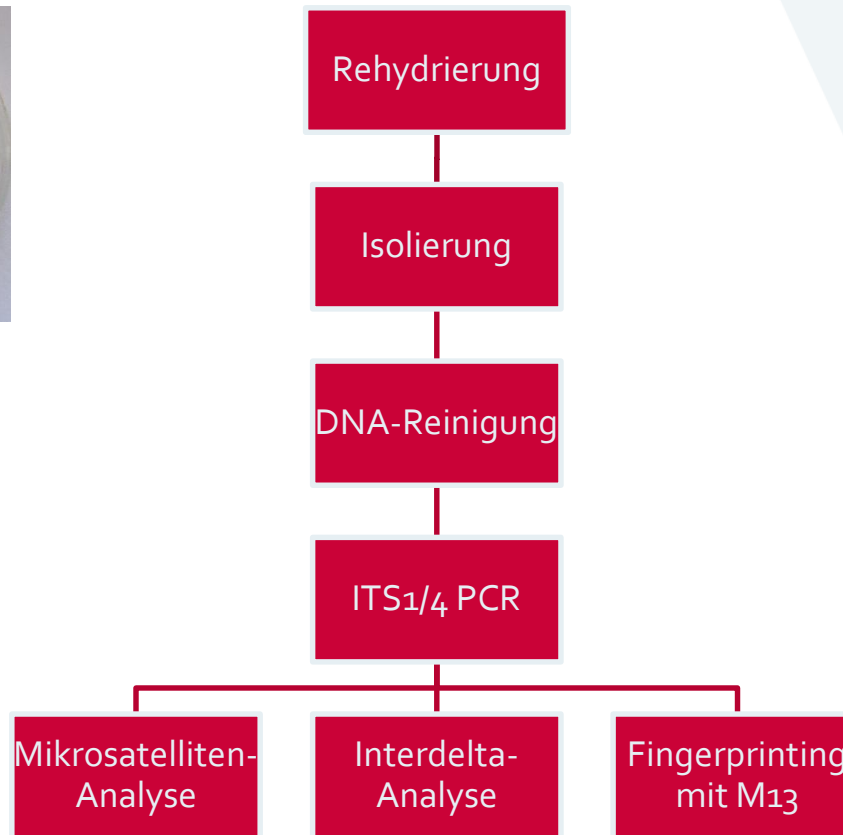 Rehydrierung
Isolierung
DNA-Reinigung
ITS1/4 PCR
Mikrosatelliten-
Analyse
Interdelta-
Analyse
Fingerprinting
mit M13